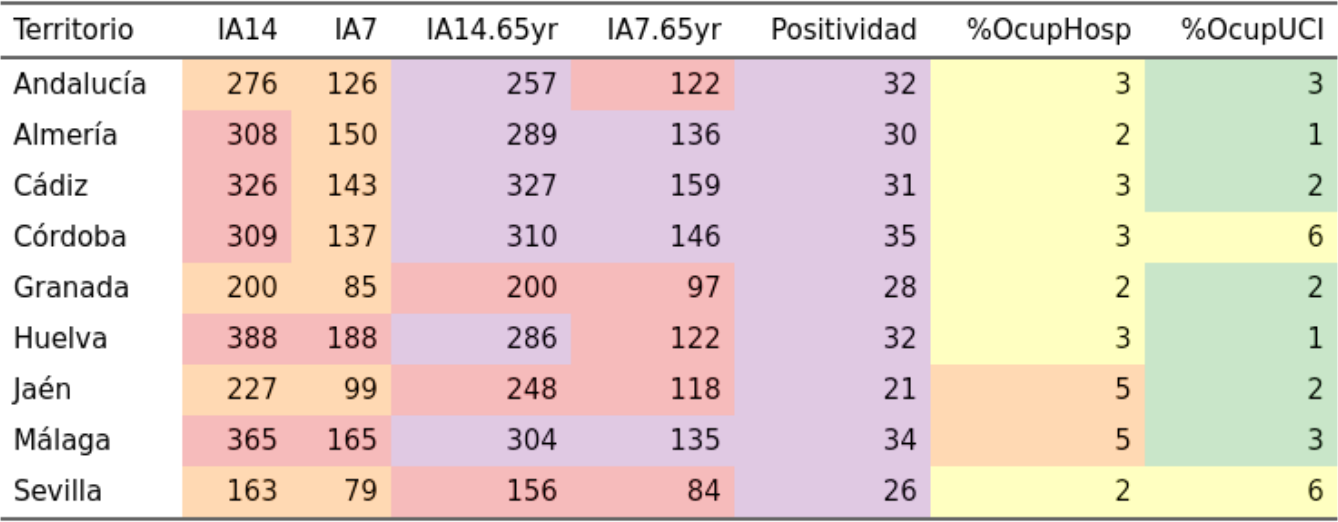 Territorio IA14 IA7 IA14.65yr IA7.65yr Positividad %OcupHosp %OcupUCI
Andalucía 276 126 257 122 32 3 3
Almería 308 150 289 136 30 2 1
Cádiz 326 143 327 159 31 3 2
Córdoba 309 137 310 146 35 3 6
Granada 200 85 200 97 28 2 2
Huelva 388 188 286 122 32 3 1
Jaén 227 99 248 118 21 5 2
Málaga 365 165 304 135 34 5 3
Sevilla 163 79 156 84 26 2 6